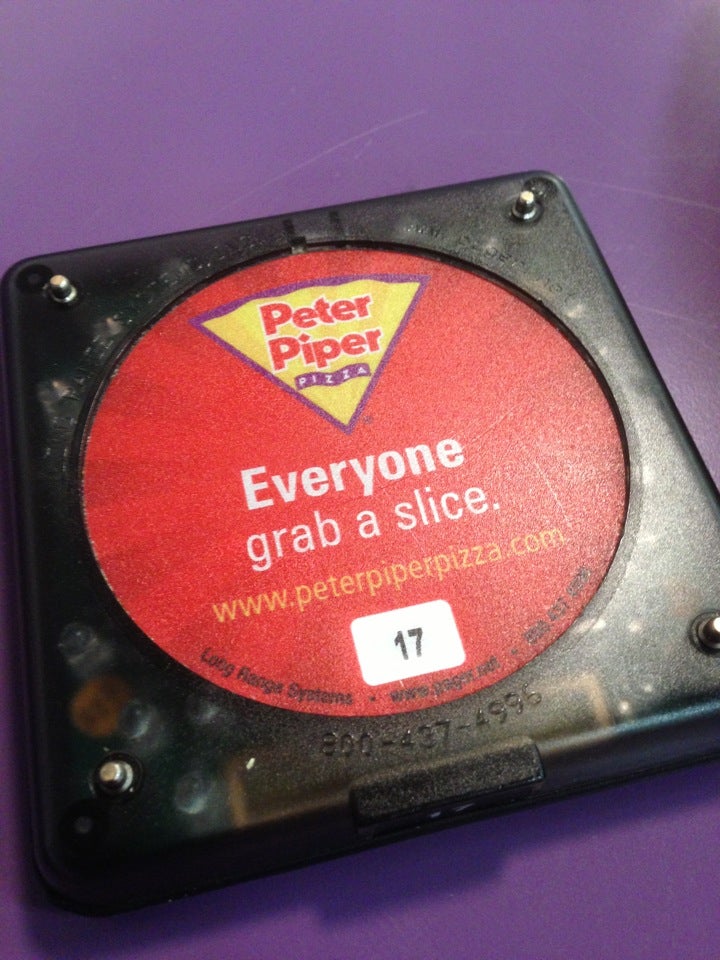 Peter
Piper
PIZZA
Everyone
grab a slice.
www.peterpiperpizza.com
17
Long Range Systems • www.pager.net •
800-437-4996